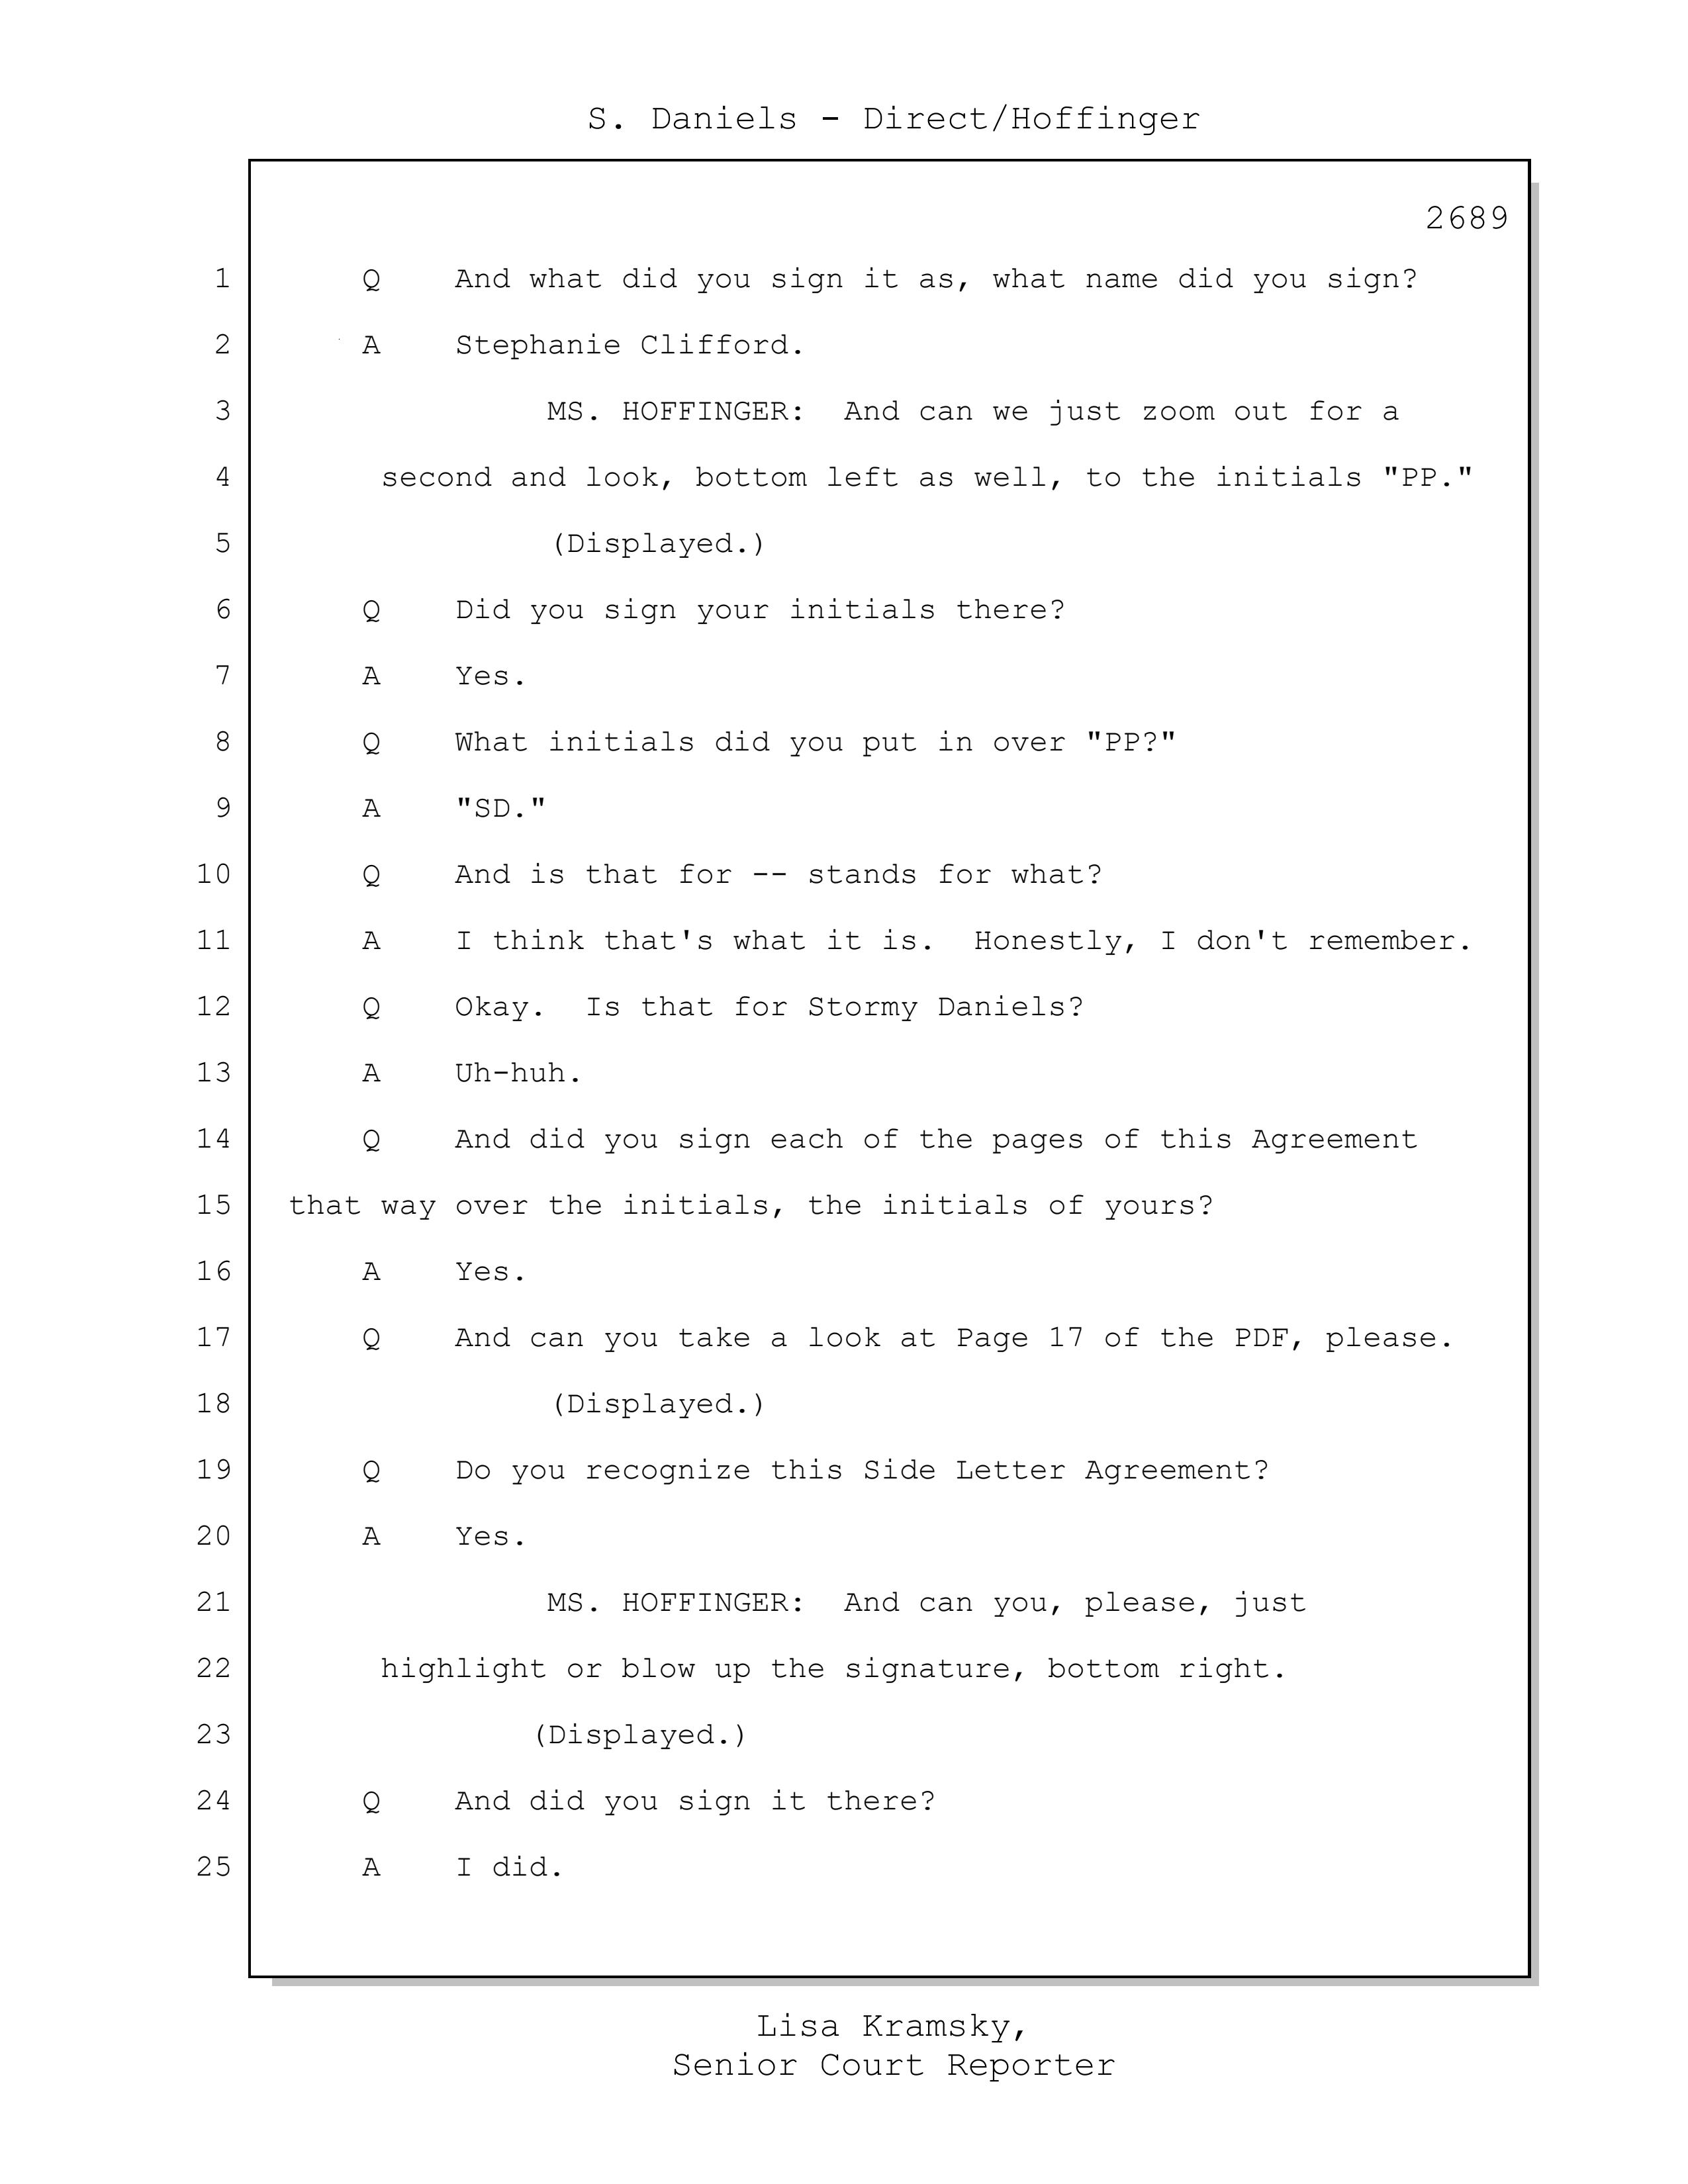 S. Daniels - Direct/Hoffinger
2689
1 Q And what did you sign it as, what name did you sign?
2 A Stephanie Clifford.
3 MS. HOFFINGER: And can we just zoom out for a
4 second and look, bottom left as well, to the initials "PP."
5 (Displayed.)
6 Q Did you sign your initials there?
7 A Yes.
8 Q What initials did you put in over "PP?"
9 A "SD."
10 Q And is that for -- stands for what?
11 A I think that's what it is. Honestly, I don't remember.
12 Q Okay. Is that for Stormy Daniels?
13 A Uh-huh.
14 Q And did you sign each of the pages of this Agreement
15 that way over the initials, the initials of yours?
16 A Yes.
17 Q And can you take a look at Page 17 of the PDF, please.
18 (Displayed.)
19 Q Do you recognize this Side Letter Agreement?
20 A Yes.
21 MS. HOFFINGER: And can you, please, just
22 highlight or blow up the signature, bottom right.
23 (Displayed.)
24 Q And did you sign it there?
25 A I did.
Lisa Kramsky,
Senior Court Reporter